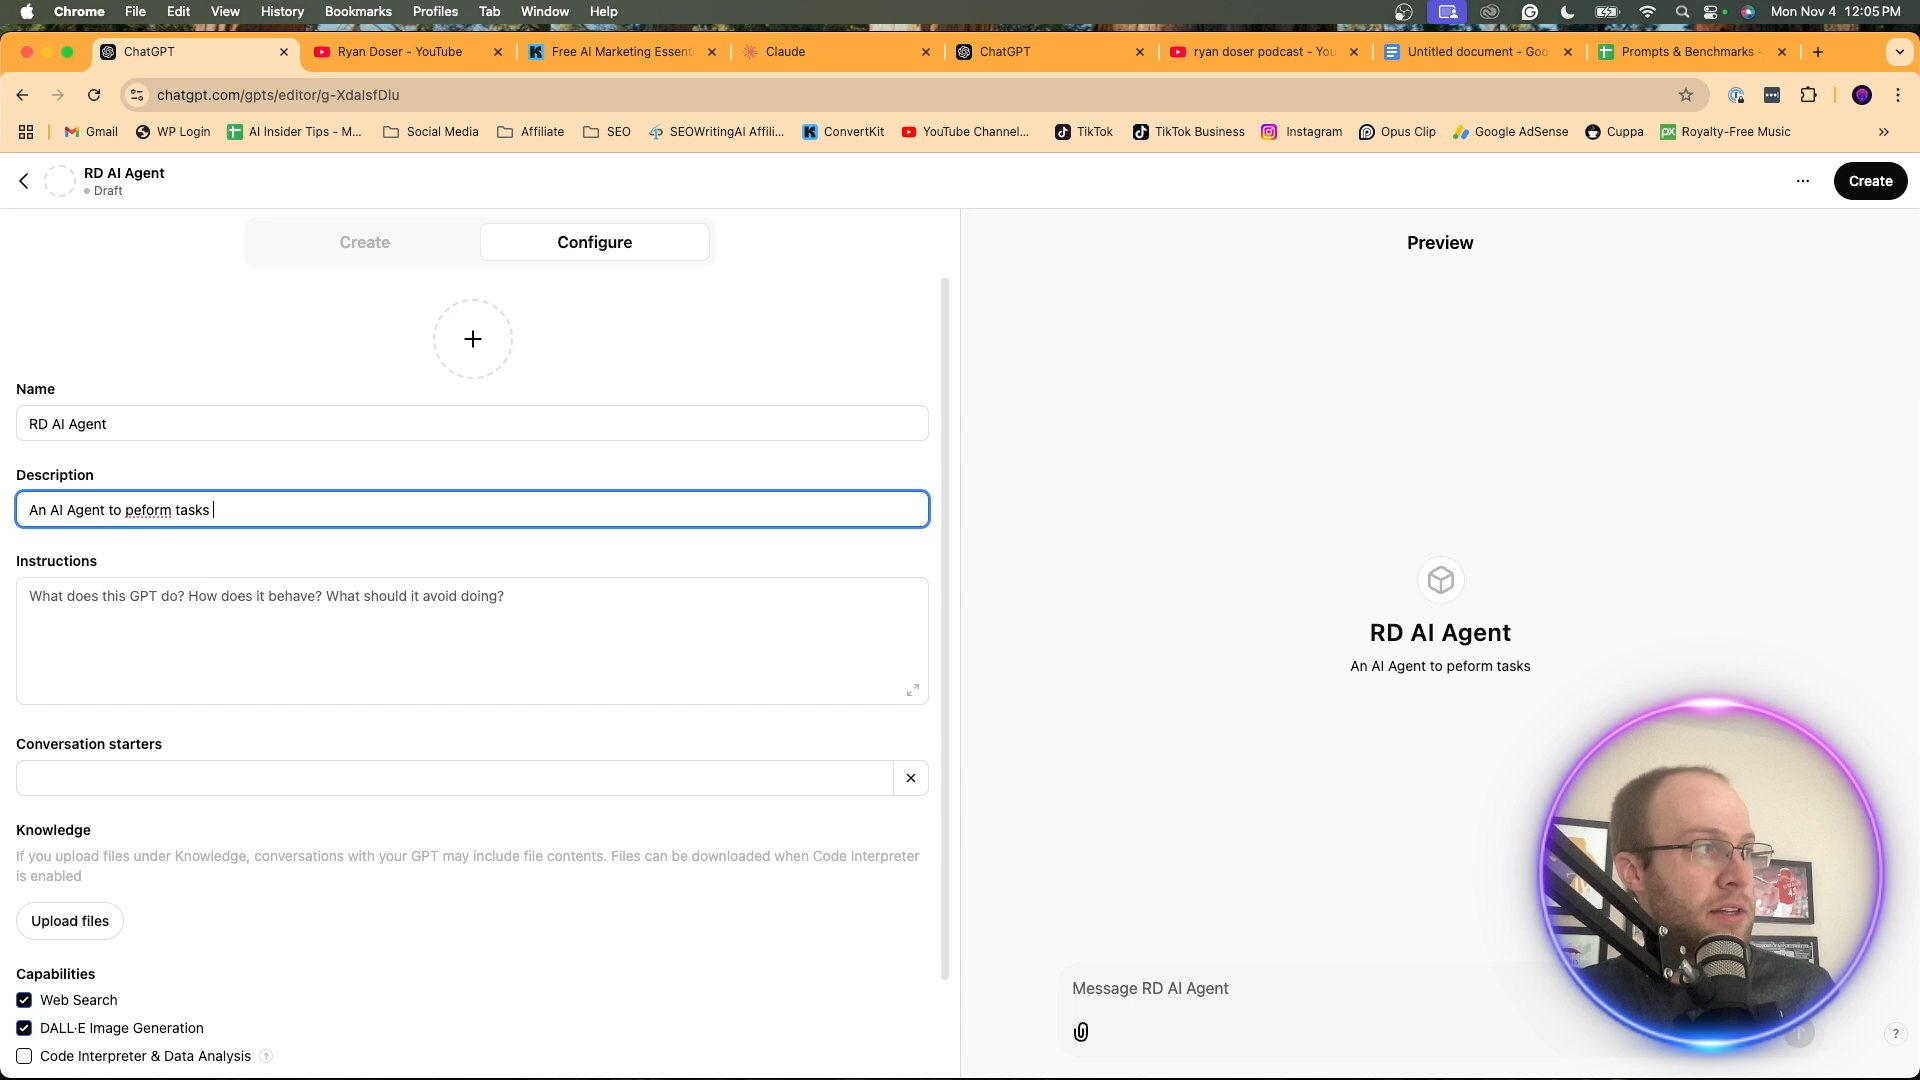 Chrome File Edit View History Bookmarks Profiles Tab Window Help Mon Nov 4 12:05 PM
ChatGPT Ryan Doser - YouTube Free AI Marketing Essent Claude ChatGPT ryan doser podcast - You Untitled document - Goo Prompts & Benchmarks -
chatgpt.com/gpts/editor/g-XdalsfDlu
Gmail WP Login AI Insider Tips - M... Social Media Affiliate SEO SEOWritingAI Affili... ConvertKit YouTube Channel... TikTok TikTok Business Instagram Opus Clip Google AdSense Cuppa Royalty-Free Music
RD AI Agent
Draft
Create
Create Configure
Preview
Name
RD AI Agent
Description
An AI Agent to peform tasks
Instructions
What does this GPT do? How does it behave? What should it avoid doing?
RD AI Agent
An AI Agent to peform tasks
Conversation starters
Knowledge
If you upload files under Knowledge, conversations with your GPT may include file contents. Files can be downloaded when Code Interpreter
is enabled
Upload files
Capabilities
Web Search
DALL·E Image Generation
Code Interpreter & Data Analysis ?
Message RD AI Agent
?